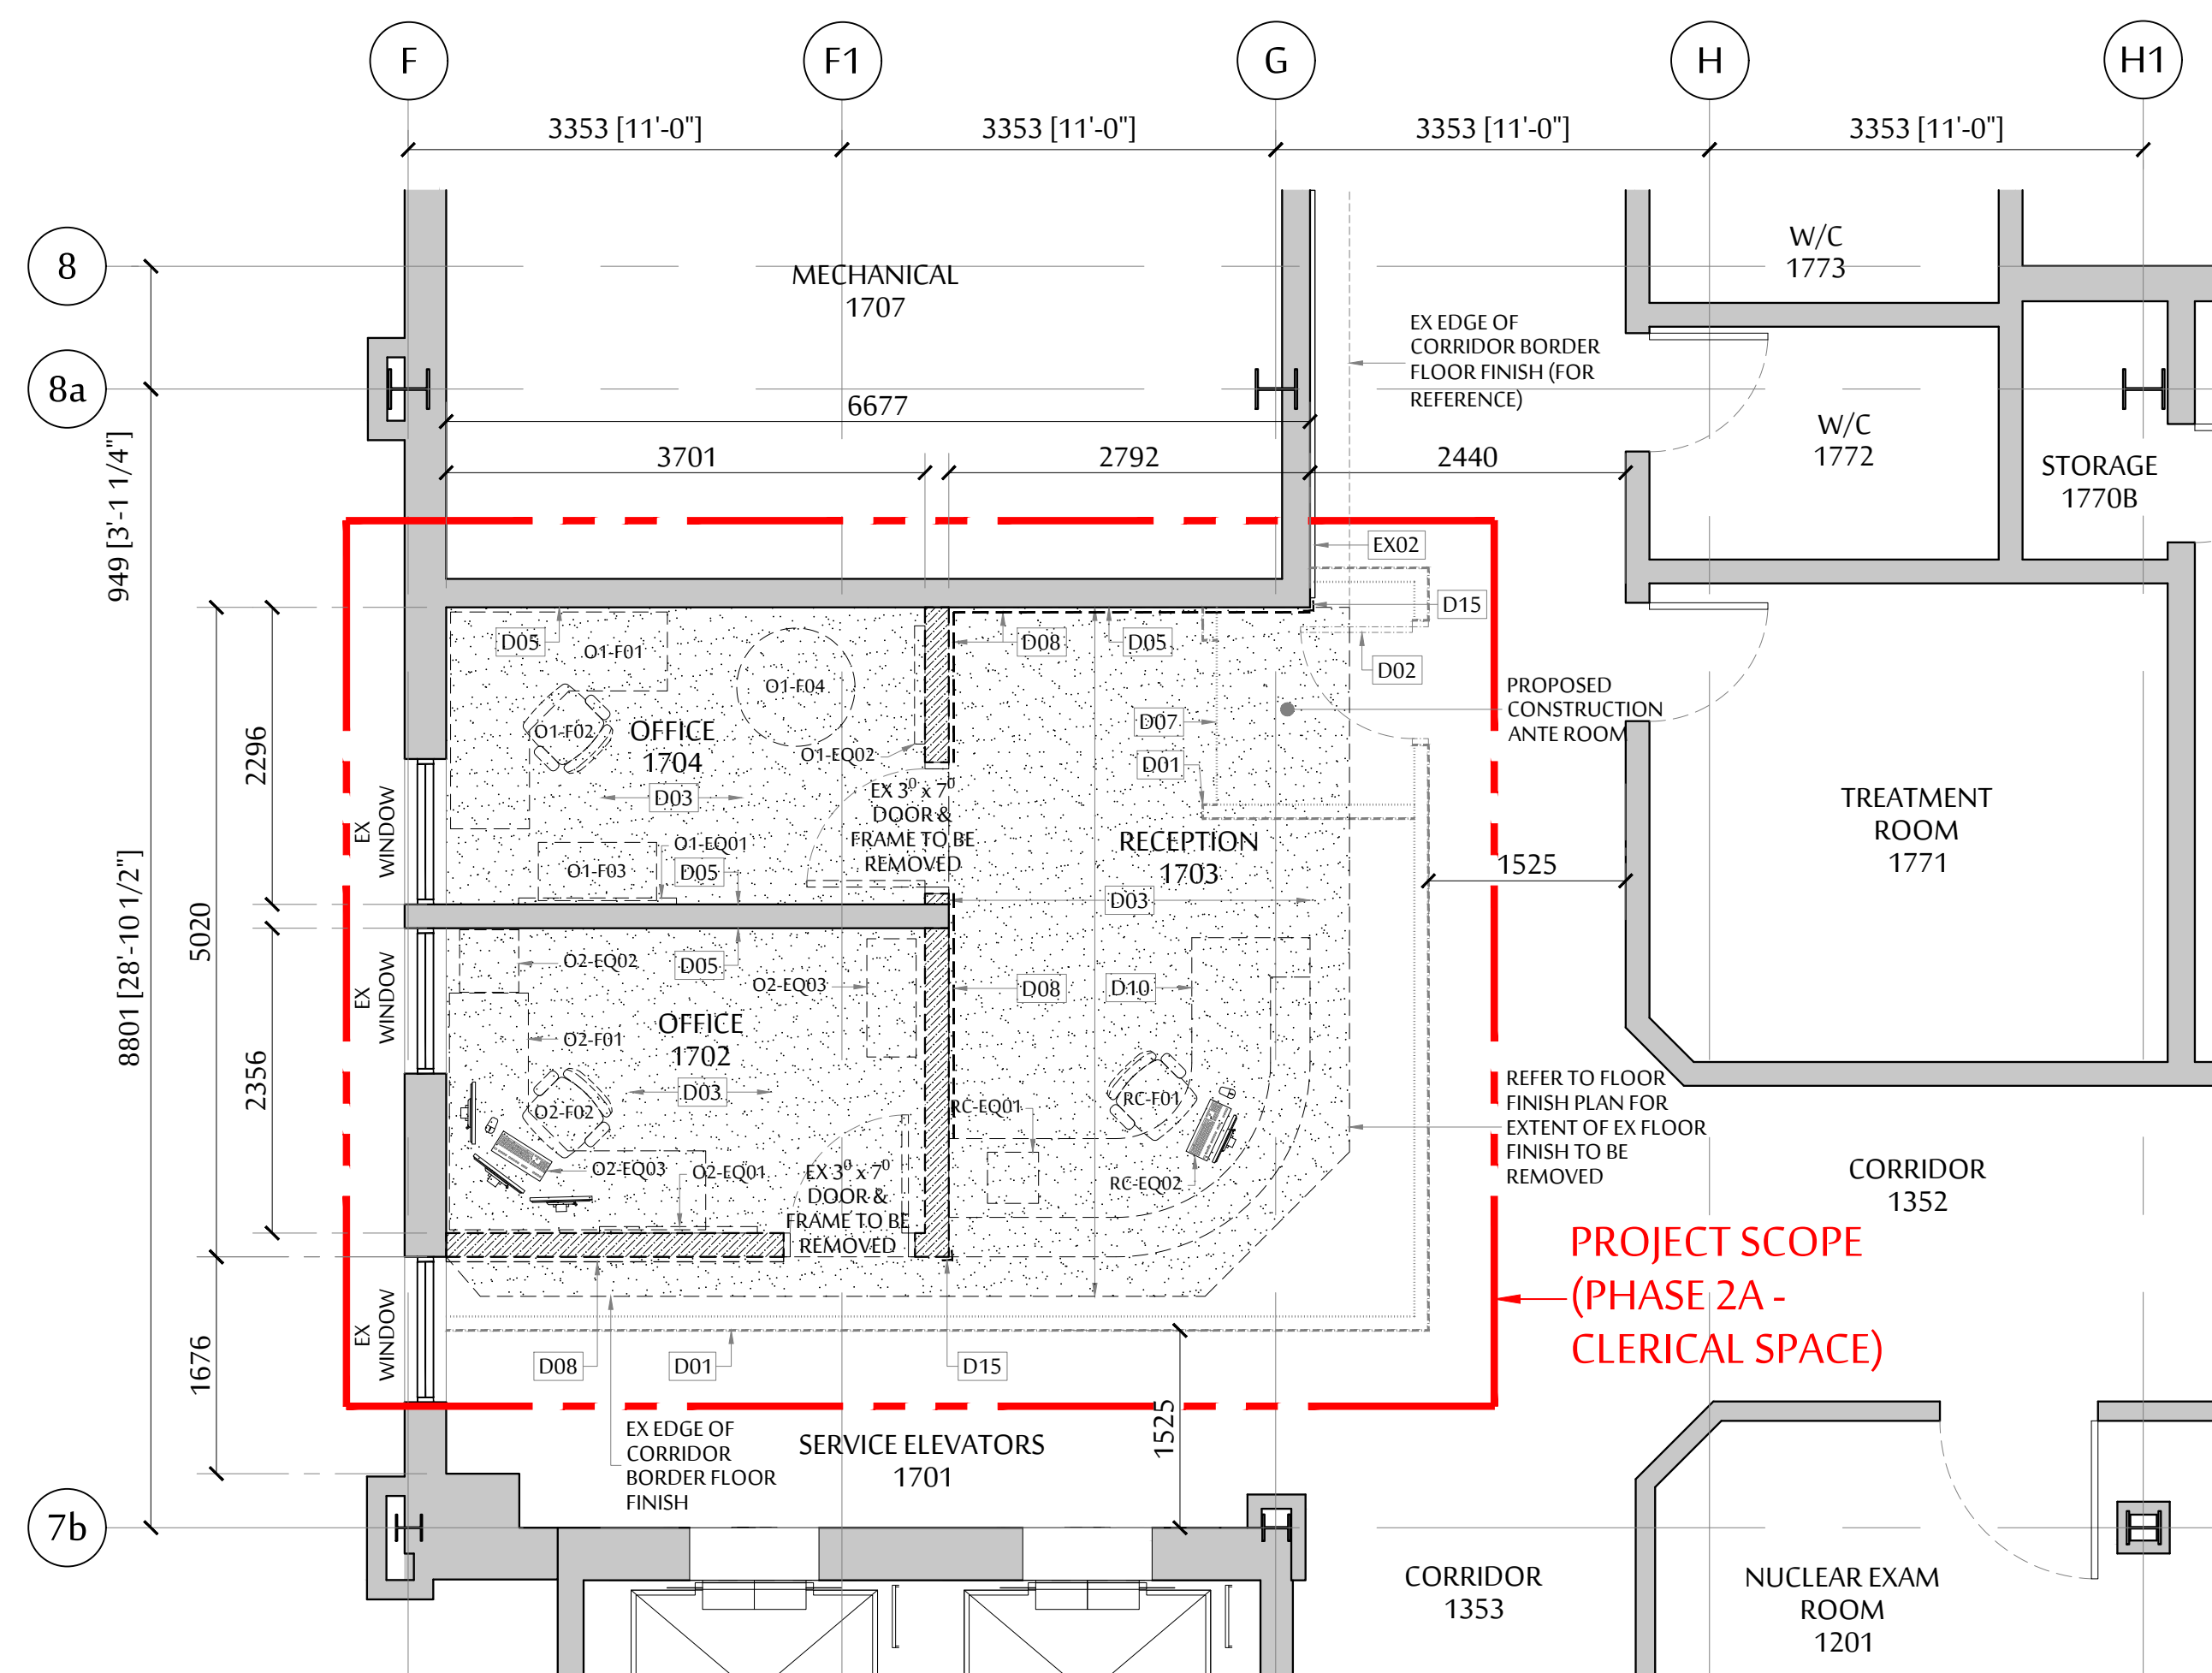 F
F1
G
H
H1
3353 [11'-0"]
3353 [11'-0"]
3353 [11'-0"]
3353 [11'-0"]
8
8a
7b
949 [3'-1 1/4"]
8801 [28'-10 1/2"]
MECHANICAL
1707
W/C
1773
EX EDGE OF
CORRIDOR BORDER
FLOOR FINISH (FOR
REFERENCE)
W/C
1772
STORAGE
1770B
6677
3701
2792
2440
EX02
D15
D02
D05
O1-F01
O1-F04
D08
D05
PROPOSED
CONSTRUCTION
ANTE ROOM
O1-F02
OFFICE
1704
O1-EQ02
D07
D01
D03
EX 3⁰ x 7⁰
DOOR &
FRAME TO BE
REMOVED
RECEPTION
1703
TREATMENT
ROOM
1771
2296
EX
WINDOW
O1-EQ01
O1-F03
D05
1525
D03
5020
2356
1676
EX
WINDOW
O2-EQ02
D05
O2-EQ03
D08
D10
O2-F01
OFFICE
1702
D03
O2-F02
RC-EQ01
RC-F01
REFER TO FLOOR
FINISH PLAN FOR
EXTENT OF EX FLOOR
FINISH TO BE
REMOVED
O2-EQ03
O2-EQ01
EX 3⁰ x 7⁰
DOOR &
FRAME TO BE
REMOVED
RC-EQ02
CORRIDOR
1352
PROJECT SCOPE
(PHASE 2A -
CLERICAL SPACE)
EX
WINDOW
D08
D01
D15
1525
EX EDGE OF
CORRIDOR
BORDER FLOOR
FINISH
SERVICE ELEVATORS
1701
CORRIDOR
1353
NUCLEAR EXAM
ROOM
1201